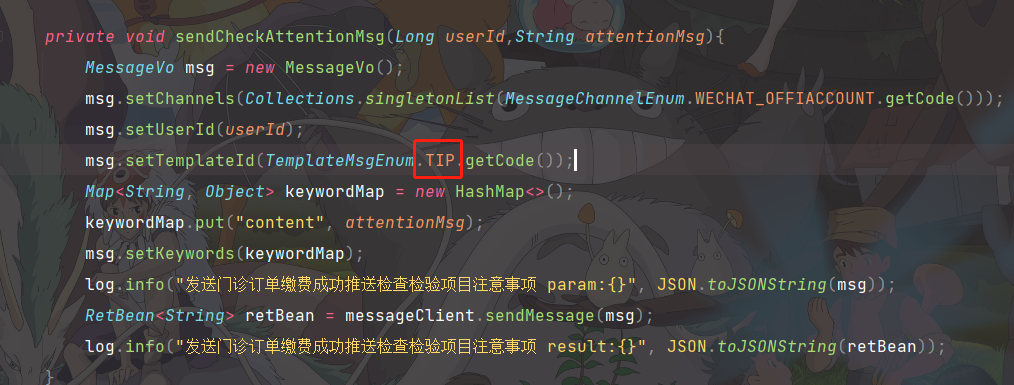 private void sendCheckAttentionMsg(Long userId,String attentionMsg){
MessageVo msg = new MessageVo();
msg.setChannels(Collections.singletonList(MessageChannelEnum.WECHAT_OFFIACCOUNT.getCode()));
msg.setUserId(userId);
msg.setTemplateId(TemplateMsgEnum.TIP.getCode());
Map<String, Object> keywordMap = new HashMap<>();
keywordMap.put("content", attentionMsg);
msg.setKeywords(keywordMap);
log.info("发送门诊订单缴费成功推送检查检验项目注意事项 param:{}", JSON.toJSONString(msg));
RetBean<String> retBean = messageClient.sendMessage(msg);
log.info("发送门诊订单缴费成功推送检查检验项目注意事项 result:{}", JSON.toJSONString(retBean));
}